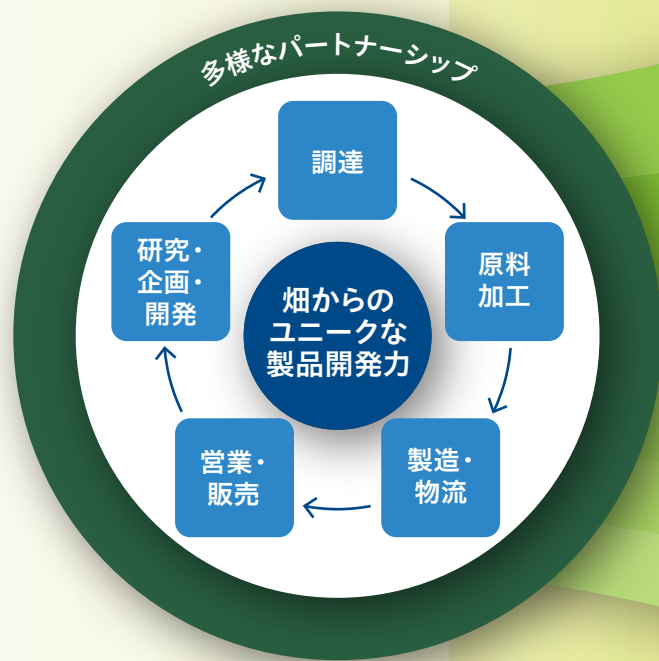 多様なパートナーシップ
調達
原料
加工
製造・
物流
営業・
販売
研究・
企画・
開発
畑からの
ユニークな
製品開発力